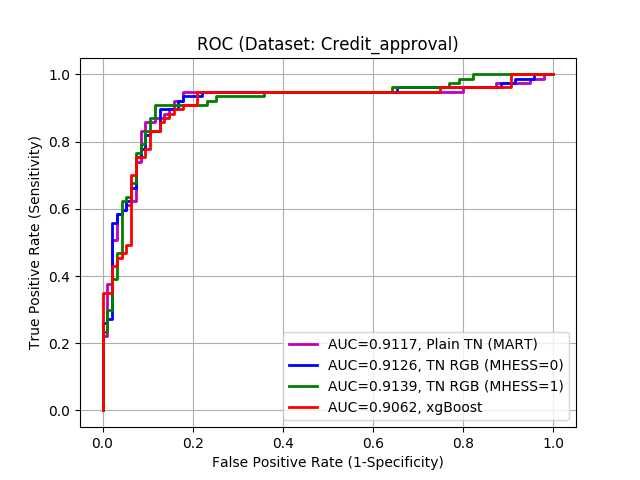 ROC (Dataset: Credit_approval)
True Positive Rate (Sensitivity)
1.0
0.8
0.6
0.4
0.2
0.0
AUC=0.9117, Plain TN (MART)
AUC=0.9126, TN RGB (MHESS=0)
AUC=0.9139, TN RGB (MHESS=1)
AUC=0.9062, xgBoost
0.0 0.2 0.4 0.6 0.8 1.0
False Positive Rate (1-Specificity)